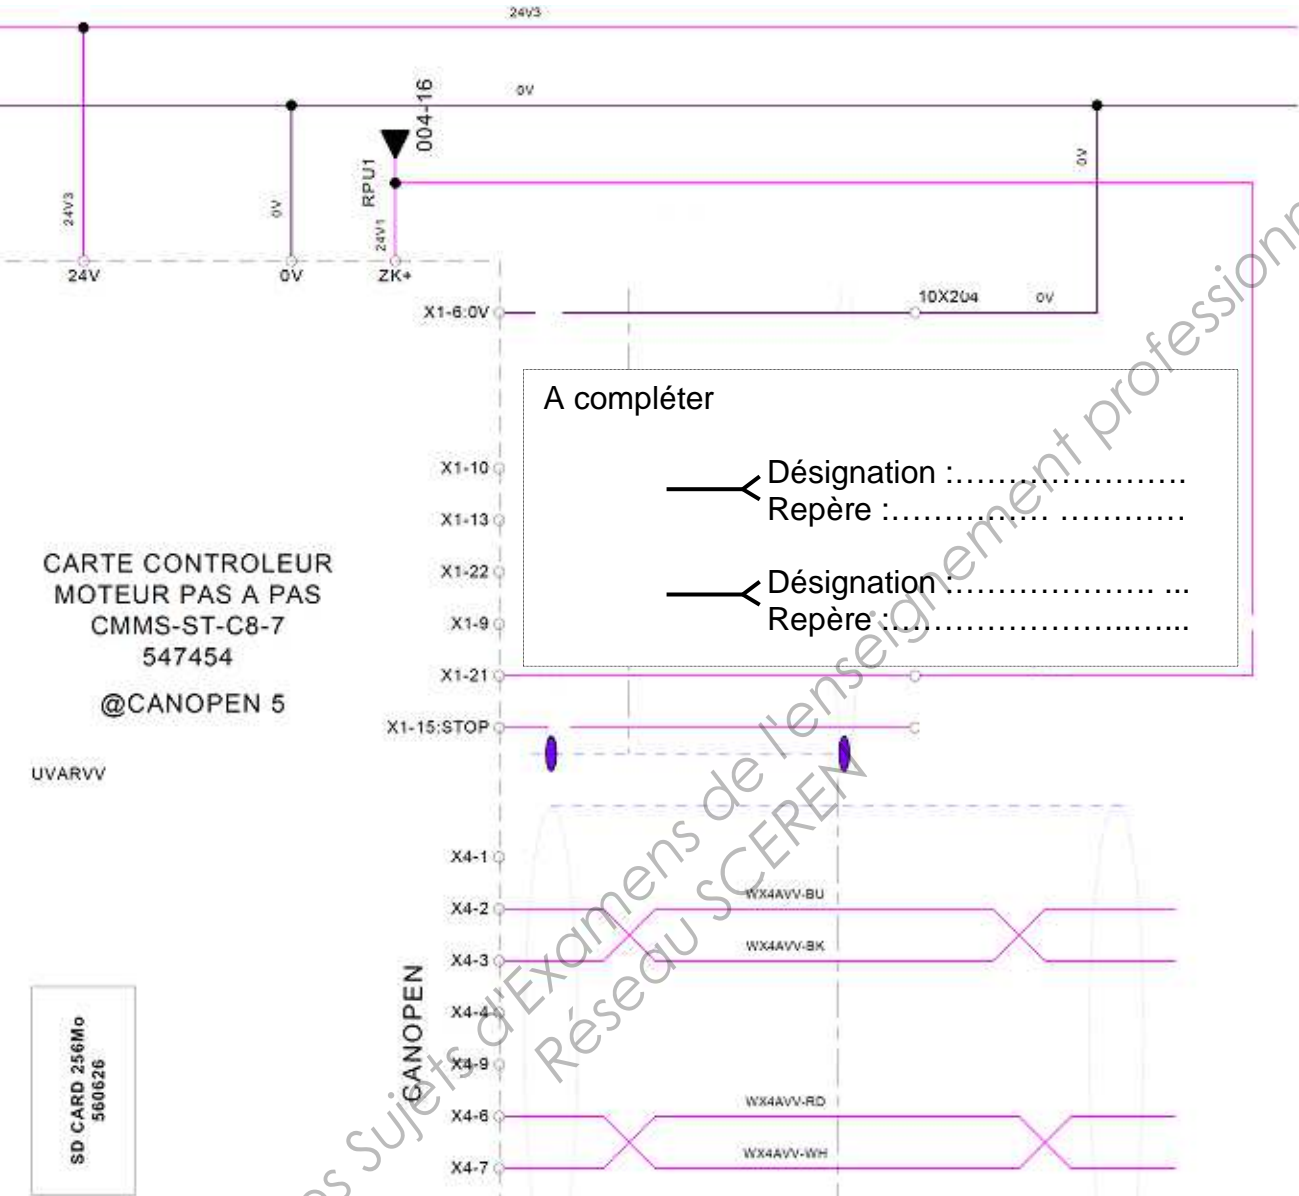 24V3
0V
004-16
RPU1
0V
24V3
0V
24V1
24V
0V
ZK+
X1-6:0V
10X204
0V
A compléter
X1-10
Désignation :.......................
Repère :................ ............
X1-13
CARTE CONTROLEUR
MOTEUR PAS A PAS
CMMS-ST-C8-7
547454
@CANOPEN 5
X1-22
Désignation :.................... ...
Repère :..............................
X1-9
X1-21
X1-15:STOP
UVARVV
X4-1
WX4AVV-BU
X4-2
WX4AVV-BK
X4-3
CANOPEN
X4-4
X4-9
SD CARD 256Mo
560626
WX4AVV-RD
X4-6
WX4AVV-WH
X4-7
Sujets d'Examens de l'enseignement professionn
Réseau SCEREN